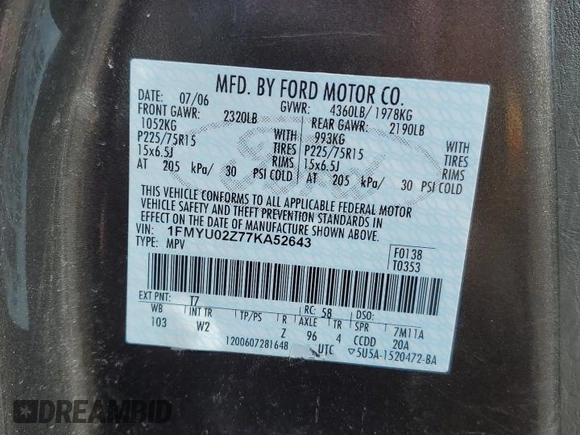 MFD. BY FORD MOTOR CO.
DATE: 07/06 GVWR: 4360LB/ 1978KG
FRONT GAWR: 2320LB REAR GAWR: 2190LB
1052KG WITH 993KG WITH
P225/75R15 TIRES P225/75R15 TIRES
15x6.5J RIMS 15x6.5J RIMS
AT 205 kPa/ 30 PSI COLD AT 205 kPa/ 30 PSI COLD
THIS VEHICLE CONFORMS TO ALL APPLICABLE FEDERAL MOTOR
VEHICLE SAFETY AND THEFT PREVENTION STANDARDS IN
EFFECT ON THE DATE OF MANUFACTURE SHOWN ABOVE.
VIN: 1FMYU02Z77KA52643
TYPE: MPV
F0138
T0353
EXT PNT: T7 RC: 58 DSO:
WB INT TR TP/PS R AXLE TR SPR 7M11A
103 W2 Z 96 4 CCDD 20A
1200607281648 UTC ▽5U5A-1520472-BA
DREAMBID